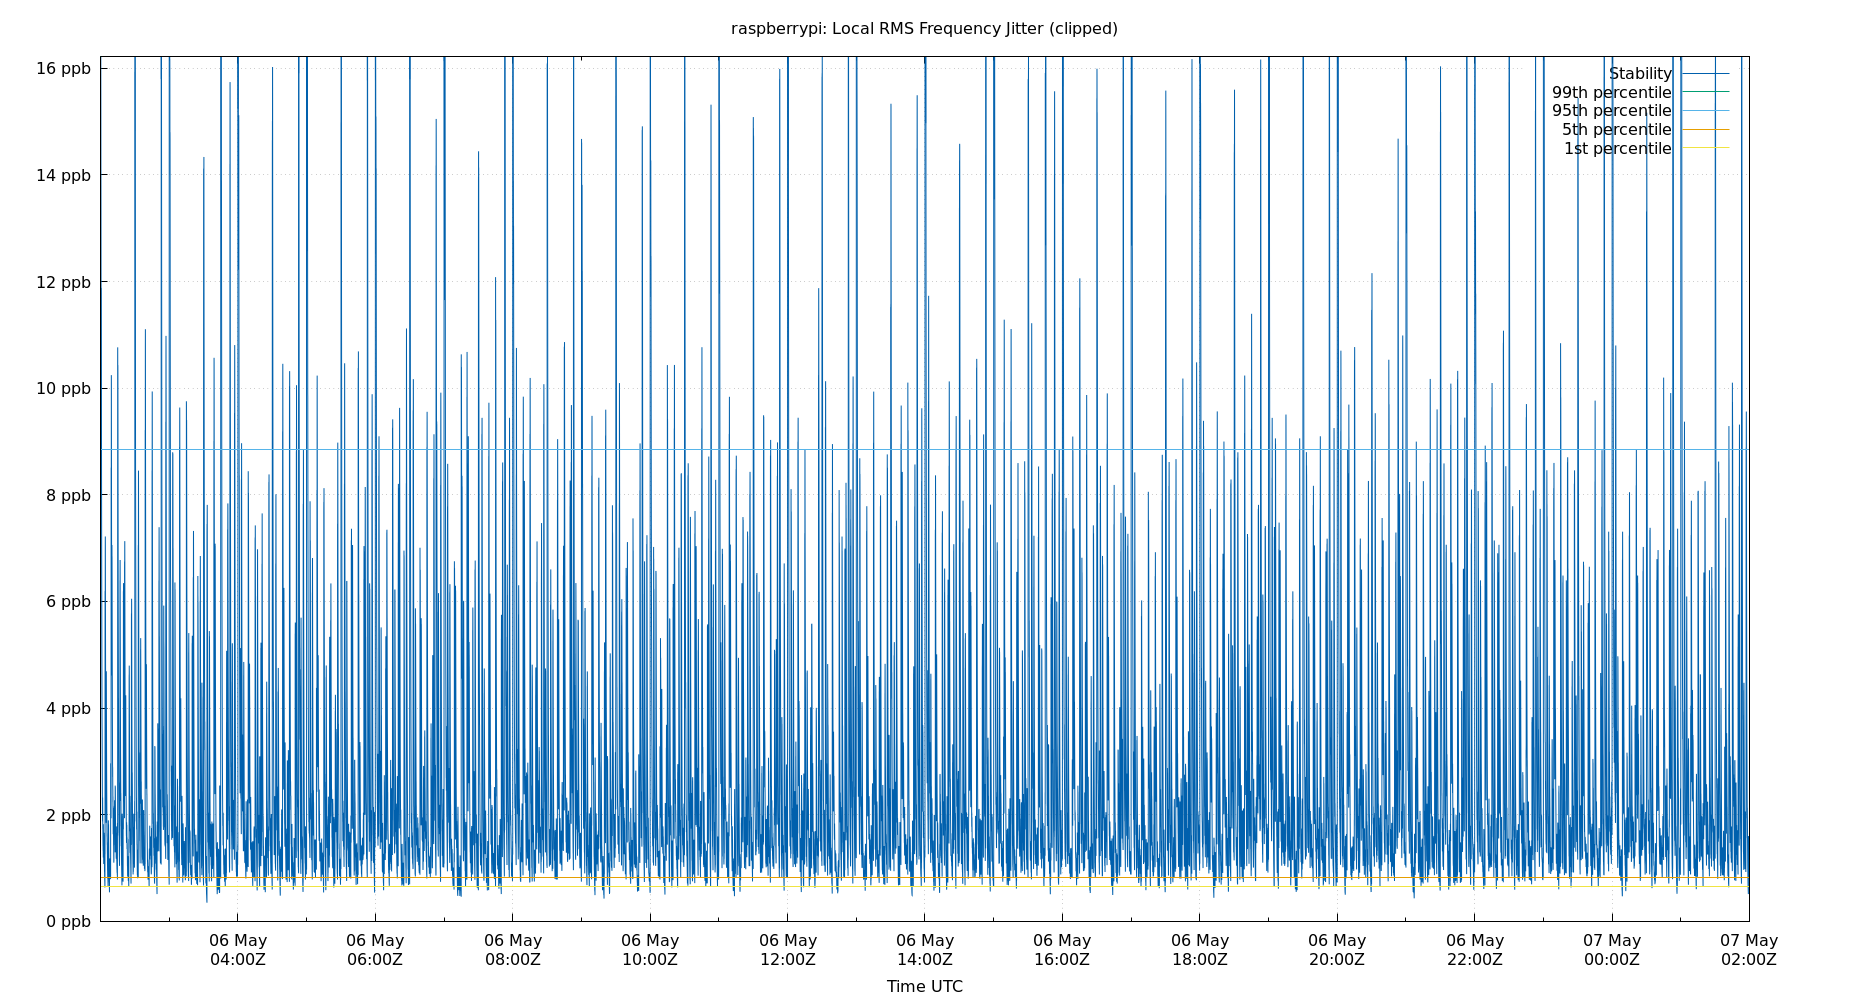 raspberrypi: Local RMS Frequency Jitter (clipped)
16 ppb
14 ppb
12 ppb
10 ppb
8 ppb
6 ppb
4 ppb
2 ppb
0 ppb
Stability
99th percentile
95th percentile
5th percentile
1st percentile
06 May 06 May 06 May 06 May 06 May 06 May 06 May 06 May 06 May 06 May 07 May 07 May
04:00Z 06:00Z 08:00Z 10:00Z 12:00Z 14:00Z 16:00Z 18:00Z 20:00Z 22:00Z 00:00Z 02:00Z
Time UTC